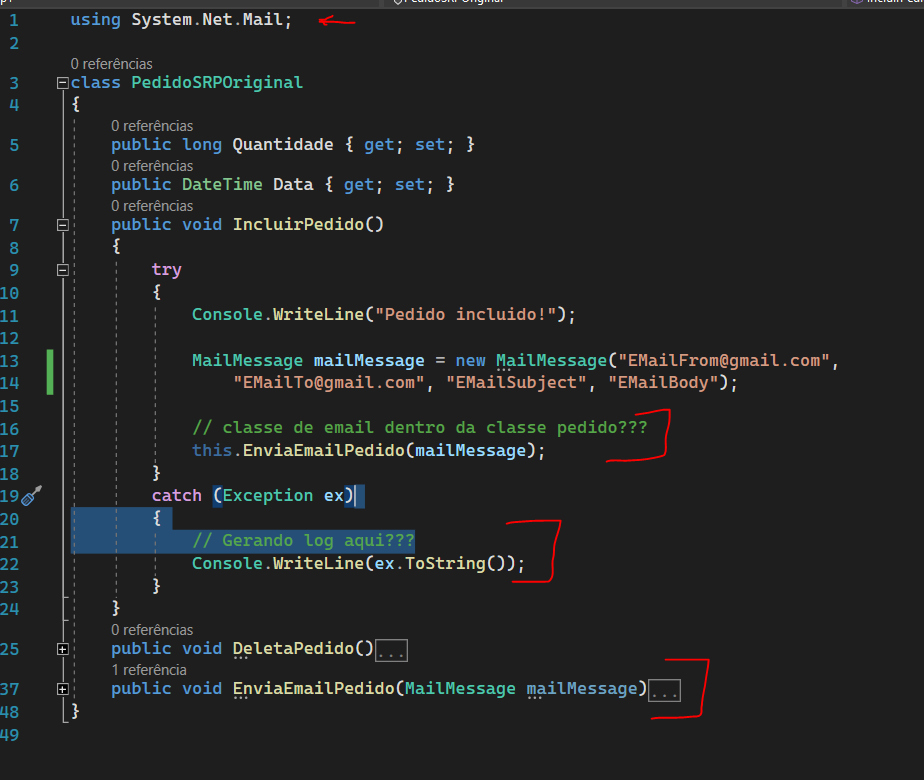 1 using System.Net.Mail;
2
0 referências
3 class PedidoSRPOriginal
4 {
0 referências
5 public long Quantidade { get; set; }
0 referências
6 public DateTime Data { get; set; }
0 referências
7 public void IncluirPedido()
8 {
9 try
10 {
11 Console.WriteLine("Pedido incluido!");
12
13 MailMessage mailMessage = new MailMessage("EMailFrom@gmail.com",
14 "EMailTo@gmail.com", "EMailSubject", "EMailBody");
15
16 // classe de email dentro da classe pedido???
17 this.EnviaEmailPedido(mailMessage);
18 }
19 catch (Exception ex)
20 {
21 // Gerando log aqui???
22 Console.WriteLine(ex.ToString());
23 }
24 }
0 referências
25 public void DeletaPedido()...
1 referência
37 public void EnviaEmailPedido(MailMessage mailMessage)...
48 }
49